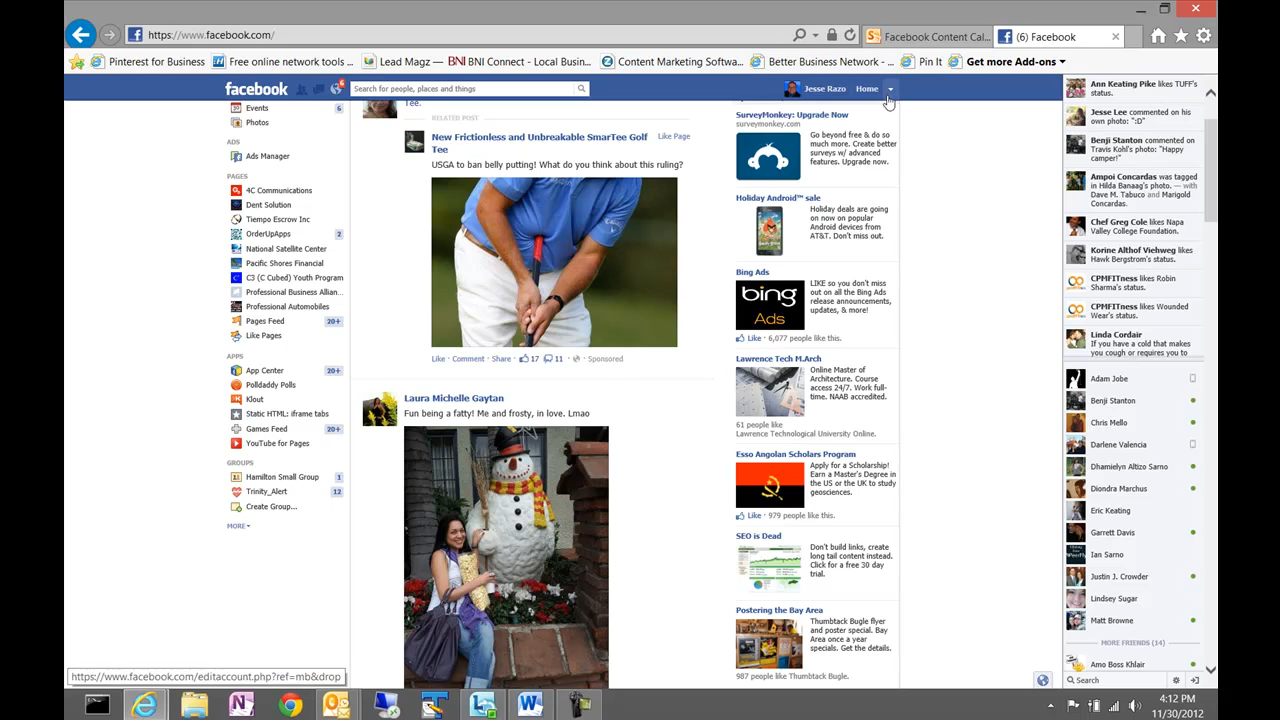 https://www.facebook.com/
Facebook Content Cal...
(6) Facebook
Pinterest for Business
Free online network tools ...
Lead Magz
BNI Connect - Local Busin...
Content Marketing Softwa...
Better Business Network - ...
Pin It
Get more Add-ons
facebook
6
Search for people, places and things
Jesse Razo
Home
Events 6
Photos
ADS
Ads Manager
PAGES
4C Communications
Dent Solution
Tiempo Escrow Inc
OrderUpApps 2
National Satellite Center
Pacific Shores Financial
C3 (C Cubed) Youth Program
Professional Business Allian...
Professional Automobiles
Pages Feed 20+
Like Pages
APPS
App Center 20+
Polldaddy Polls
Klout
Static HTML: iframe tabs
Games Feed 20+
YouTube for Pages
GROUPS
Hamilton Small Group 1
Trinity_Alert 12
Create Group...
MORE
Tee.
RELATED POST
New Frictionless and Unbreakable SmarTee Golf
Tee
Like Page
USGA to ban belly putting! What do you think about this ruling?
Like · Comment · Share · 17 11 · Sponsored
Laura Michelle Gaytan
Fun being a fatty! Me and frosty, in love. Lmao
SurveyMonkey: Upgrade Now
surveymonkey.com
Go beyond free & do so
much more. Create better
surveys w/ advanced
features. Upgrade now.
Holiday Android™ sale
Holiday deals are going
on now on popular
Android devices from
AT&T. Don't miss out.
Bing Ads
bing
Ads
LIKE so you don't miss
out on all the Bing Ads
release announcements,
updates, & more!
Like · 6,077 people like this.
Lawrence Tech M.Arch
Online Master of
Architecture. Course
access 24/7. Work full-
time. NAAB accredited.
61 people like
Lawrence Technological University Online.
Esso Angolan Scholars Program
Apply for a Scholarship!
Earn a Master's Degree in
the US or the UK to study
geosciences.
Like · 979 people like this.
SEO is Dead
Don't build links, create
long tail content instead.
Click for a free 30 day
trial.
Postering the Bay Area
Thumbtack Bugle flyer
and poster special. Bay
Area once a year
specials. Get the details.
987 people like Thumbtack Bugle.
Ann Keating Pike likes TUFF's
status.
Jesse Lee commented on his
own photo: ":D"
Benji Stanton commented on
Travis Kohl's photo: "Happy
camper!"
Ampoi Concardas was tagged
in Hilda Banaag's photo. — with
Dave M. Tabuco and Marigold
Concardas.
Chef Greg Cole likes Napa
Valley College Foundation.
Korine Althof Viehweg likes
Hawk Bergstrom's status.
CPMFITness likes Robin
Sharma's status.
CPMFITness likes Wounded
Wear's status.
Linda Cordair
If you have a cold that makes
you cough or requires you to
Adam Jobe
Benji Stanton
Chris Mello
Darlene Valencia
Dhamielyn Altizo Sarno
Diondra Marchus
Eric Keating
Garrett Davis
Ian Sarno
Justin J. Crowder
Lindsey Sugar
Matt Browne
MORE FRIENDS (14)
Amo Boss Khlair
Search
https://www.facebook.com/editaccount.php?ref=mb&drop
4:12 PM
11/30/2012